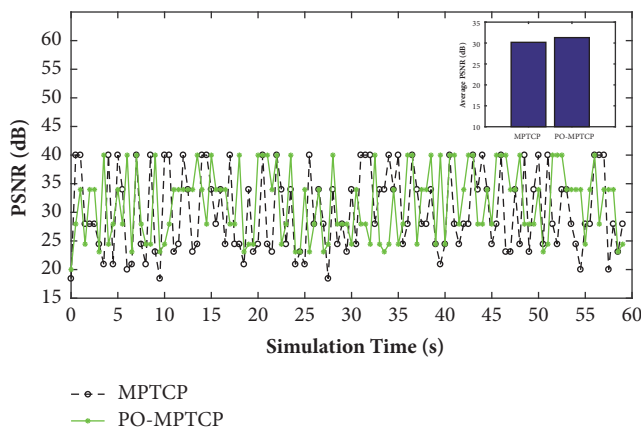 65
60
55
50
45
40
35
30
25
20
15
PSNR (dB)
0 5 10 15 20 25 30 35 40 45 50 55 60
Simulation Time (s)
35
30
25
20
15
10
Average PSNR (dB)
MPTCP PO-MPTCP
MPTCP
PO-MPTCP